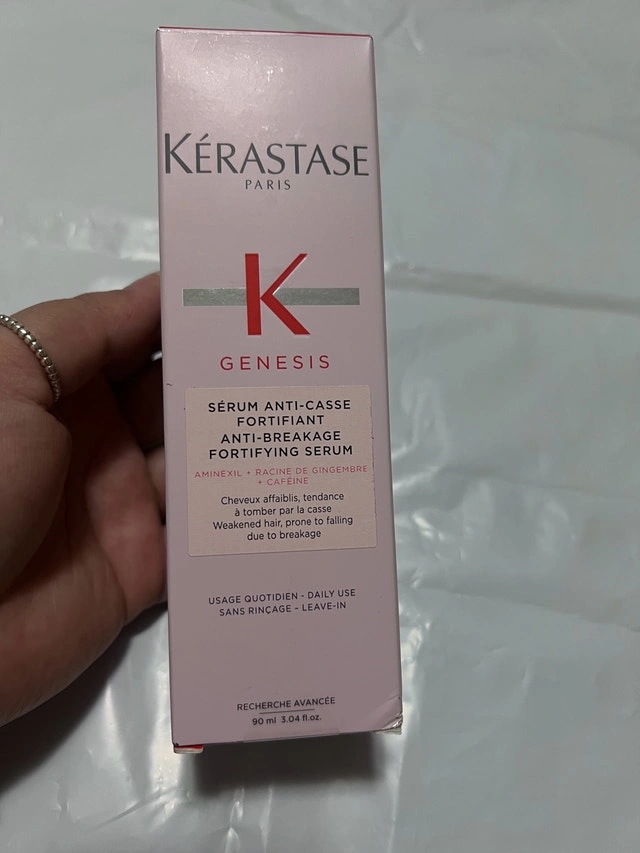 KÉRASTASE
PARIS
K
GENESIS
SÉRUM ANTI-CASSE
FORTIFIANT
ANTI-BREAKAGE
FORTIFYING SERUM
AMINEXIL + RACINE DE GINGEMBRE
+ CAFÉINE
Cheveux affaiblis, tendance
à tomber par la casse
Weakened hair, prone to falling
due to breakage
USAGE QUOTIDIEN - DAILY USE
SANS RINÇAGE - LEAVE-IN
RECHERCHE AVANCÉE
90 ml 3.04 fl.oz.